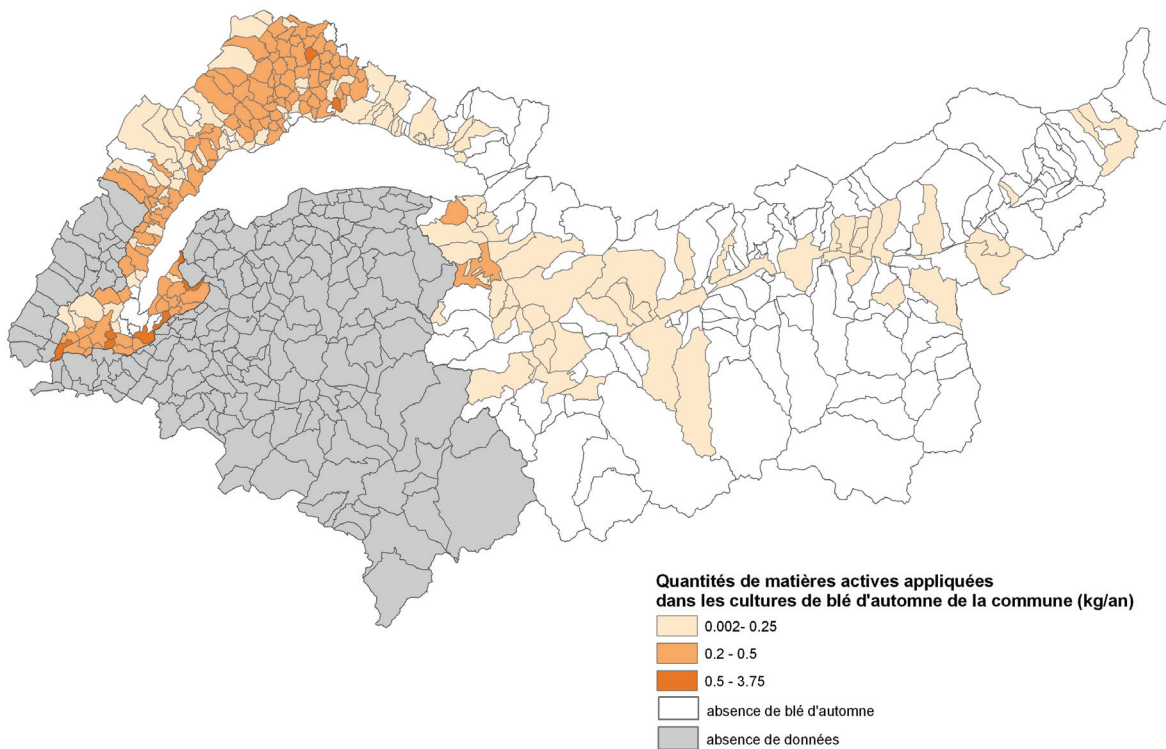 Quantités de matières actives appliquées
dans les cultures de blé d'automne de la commune (kg/an)
0.002- 0.25
0.2 - 0.5
0.5 - 3.75
absence de blé d'automne
absence de données